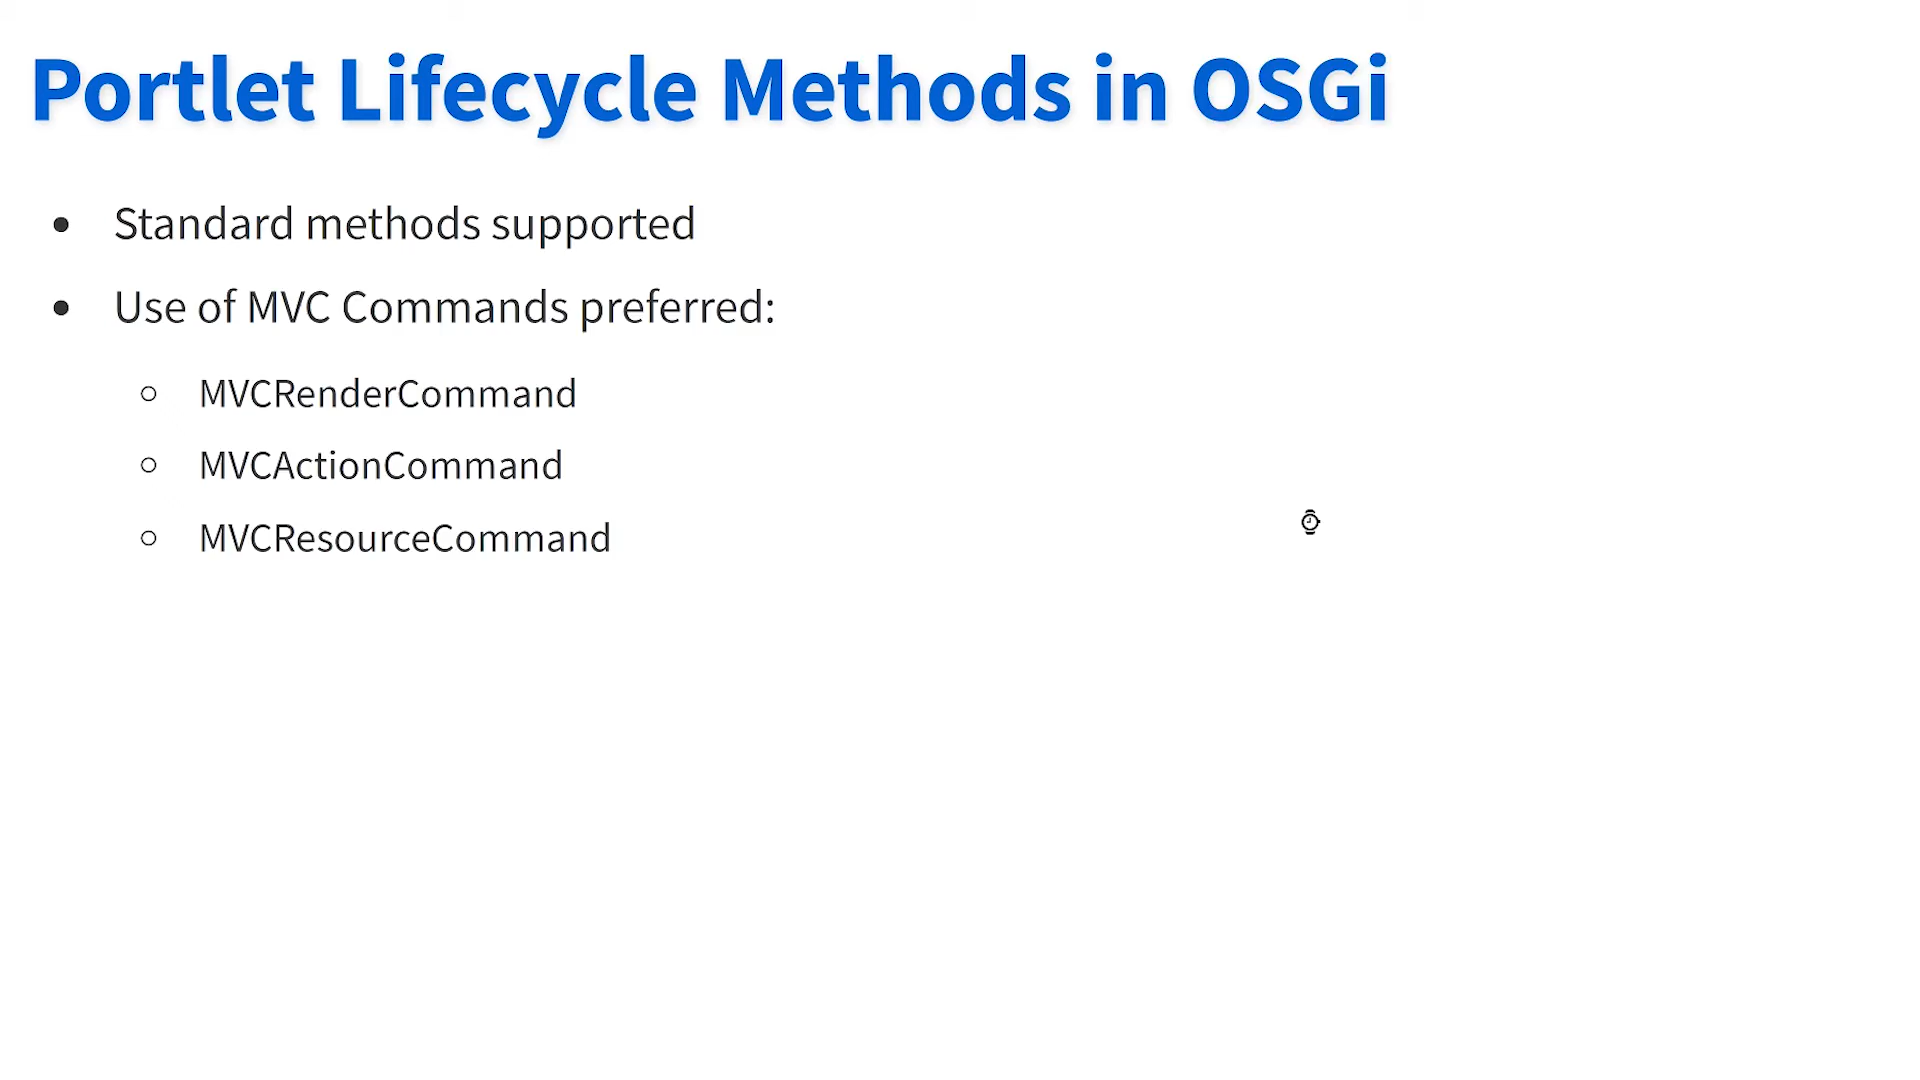 Portlet Lifecycle Methods in OSGi
Standard methods supported
Use of MVC Commands preferred:
MVCRenderCommand
MVCActionCommand
MVCResourceCommand